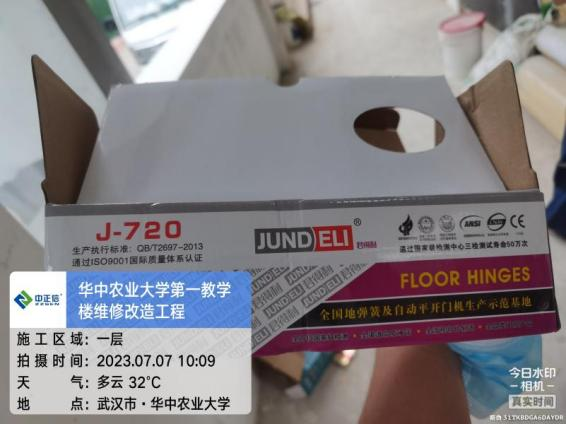 J-720
生产执行标准：QB/T2697-2013
通过ISO9001国际质量体系认证
JUNDELI
®
ANSI
CE
通过国家级检测中心三检测试寿命50万次
FLOOR HINGES
全国地弹簧及自动平开门机生产示范基地
中正信
华中农业大学第一教学
楼维修改造工程
施工区域：一层
拍摄时间：2023.07.07 10:09
天 气：多云 32°C
地 点：武汉市·华中农业大学
今日水印
相机
真实时间